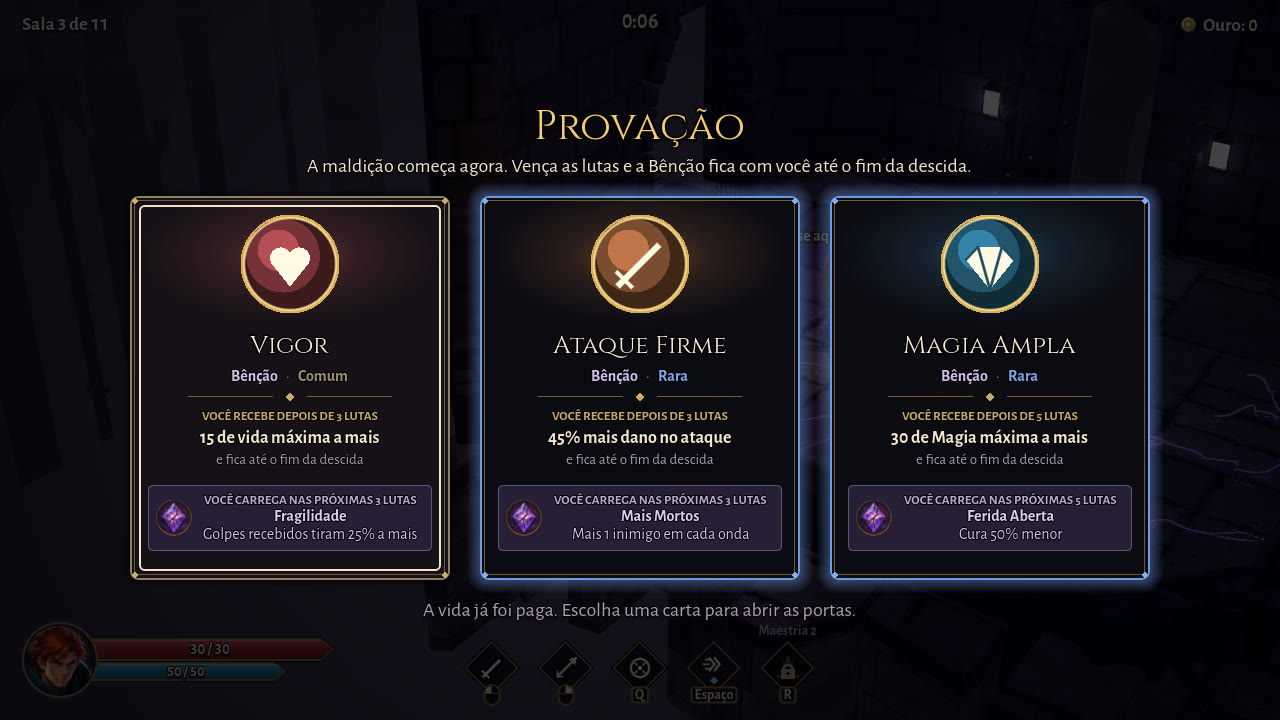 Sala 3 de 11
0:06
Ouro: 0
Provação
A maldição começa agora. Vença as lutas e a Bênção fica com você até o fim da descida.
Vigor
Bênção · Comum
VOCÊ RECEBE DEPOIS DE 3 LUTAS
15 de vida máxima a mais
e fica até o fim da descida
VOCÊ CARREGA NAS PRÓXIMAS 3 LUTAS
Fragilidade
Golpes recebidos tiram 25% a mais
Ataque Firme
Bênção · Rara
VOCÊ RECEBE DEPOIS DE 3 LUTAS
45% mais dano no ataque
e fica até o fim da descida
VOCÊ CARREGA NAS PRÓXIMAS 3 LUTAS
Mais Mortos
Mais 1 inimigo em cada onda
se aq
Magia Ampla
Bênção · Rara
VOCÊ RECEBE DEPOIS DE 5 LUTAS
30 de Magia máxima a mais
e fica até o fim da descida
VOCÊ CARREGA NAS PRÓXIMAS 5 LUTAS
Ferida Aberta
Cura 50% menor
A vida já foi paga. Escolha uma carta para abrir as portas.
Maestria 2
30/30
50/50
Q
Espaço
R